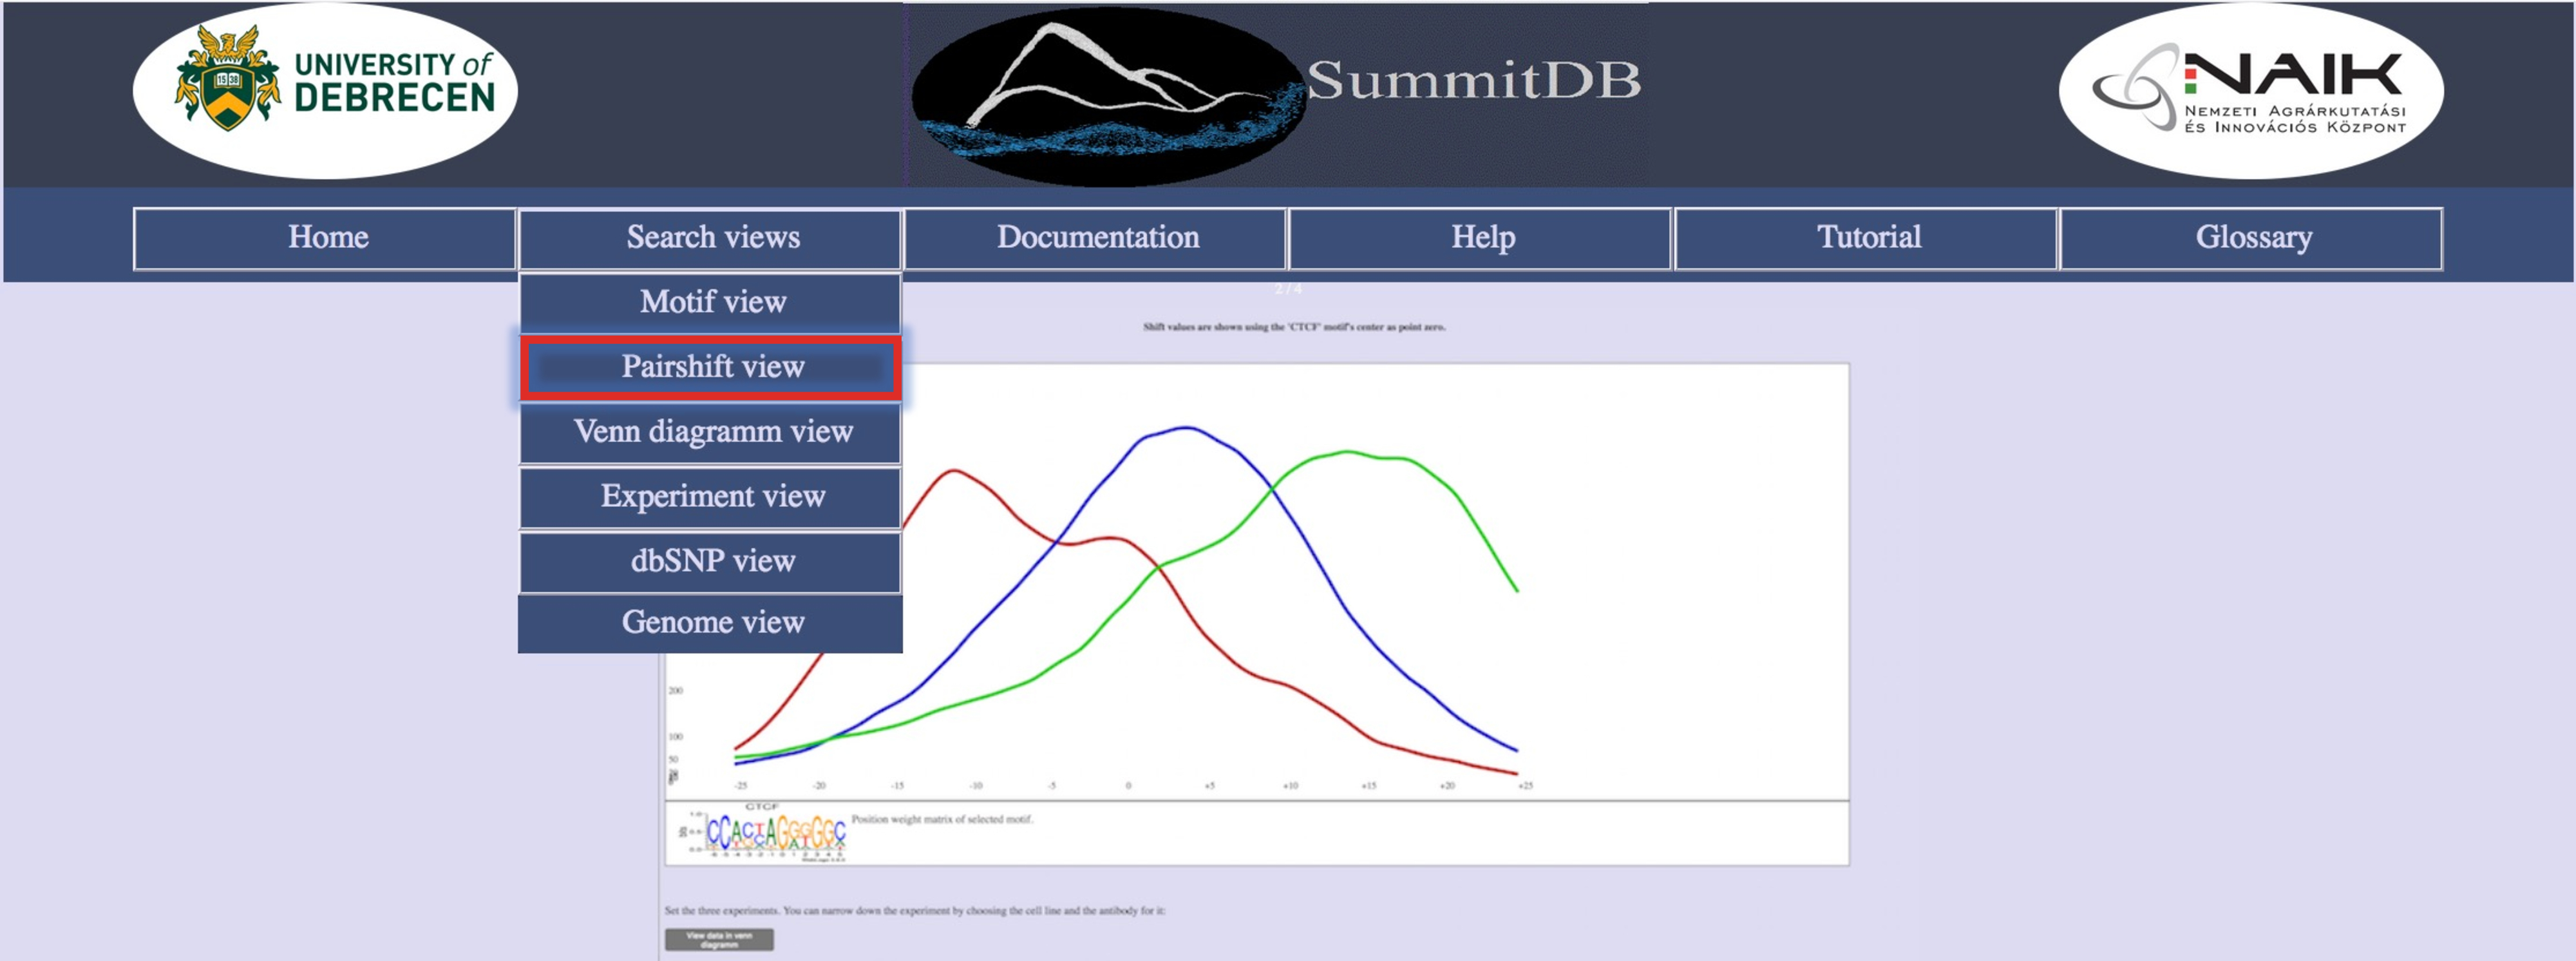 UNIVERSITY of
DEBRECEN
15 38
SummitDB
NAIK
NEMZETI AGRÁRKUTATÁSI
ÉS INNOVÁCIÓS KÖZPONT
Home
Search views
Documentation
Help
Tutorial
Glossary
Motif view
Pairshift view
Venn diagramm view
Experiment view
dbSNP view
Genome view
2 / 4
Shift values are shown using the 'CTCF' motif's center as point zero.
200
100
50
-25 -20 -15 -10 -5 0 +5 +10 +15 +20 +25
CTCF
Position weight matrix of selected motif.
Set the three experiments. You can narrow down the experiment by choosing the cell line and the antibody for it:
View data in venn
diagramm